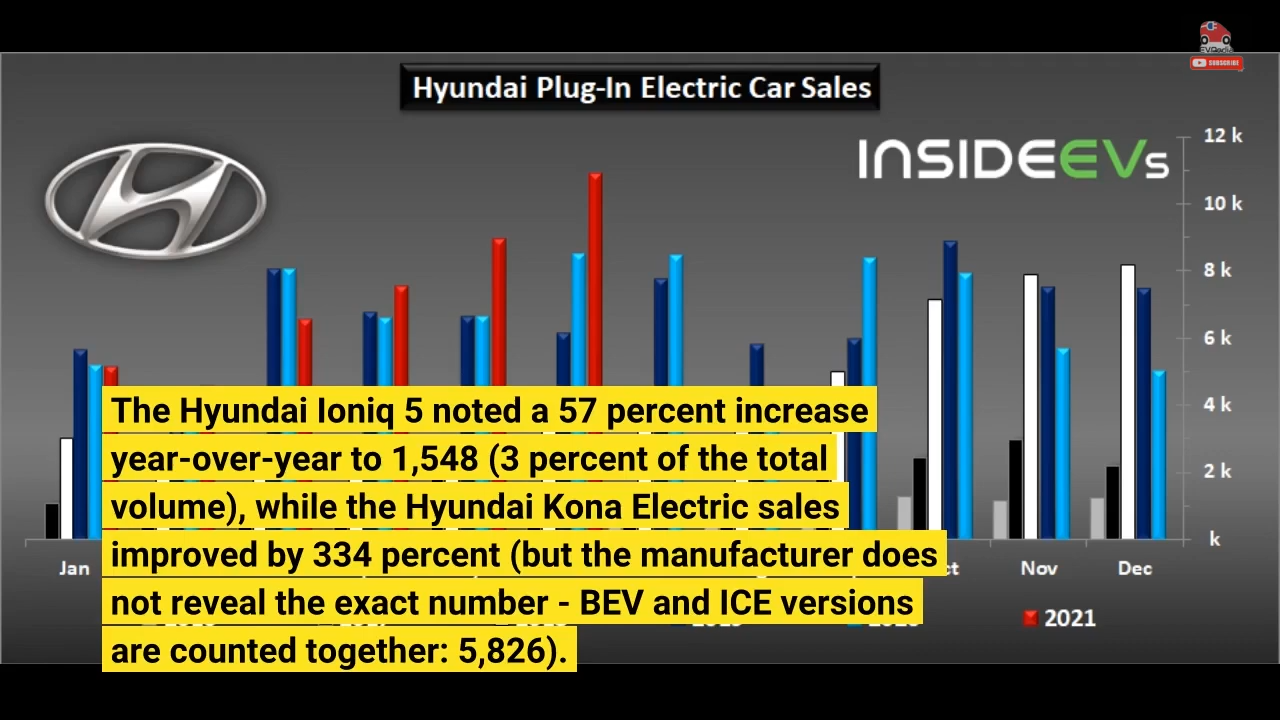 EVPedia
SUBSCRIBE
Hyundai Plug-In Electric Car Sales
INSIDEEVs
12 k
10 k
8 k
6 k
4 k
2 k
k
The Hyundai Ioniq 5 noted a 57 percent increase
year-over-year to 1,548 (3 percent of the total
volume), while the Hyundai Kona Electric sales
improved by 334 percent (but the manufacturer does
not reveal the exact number - BEV and ICE versions
are counted together: 5,826).
Jan
Nov
Dec
2021